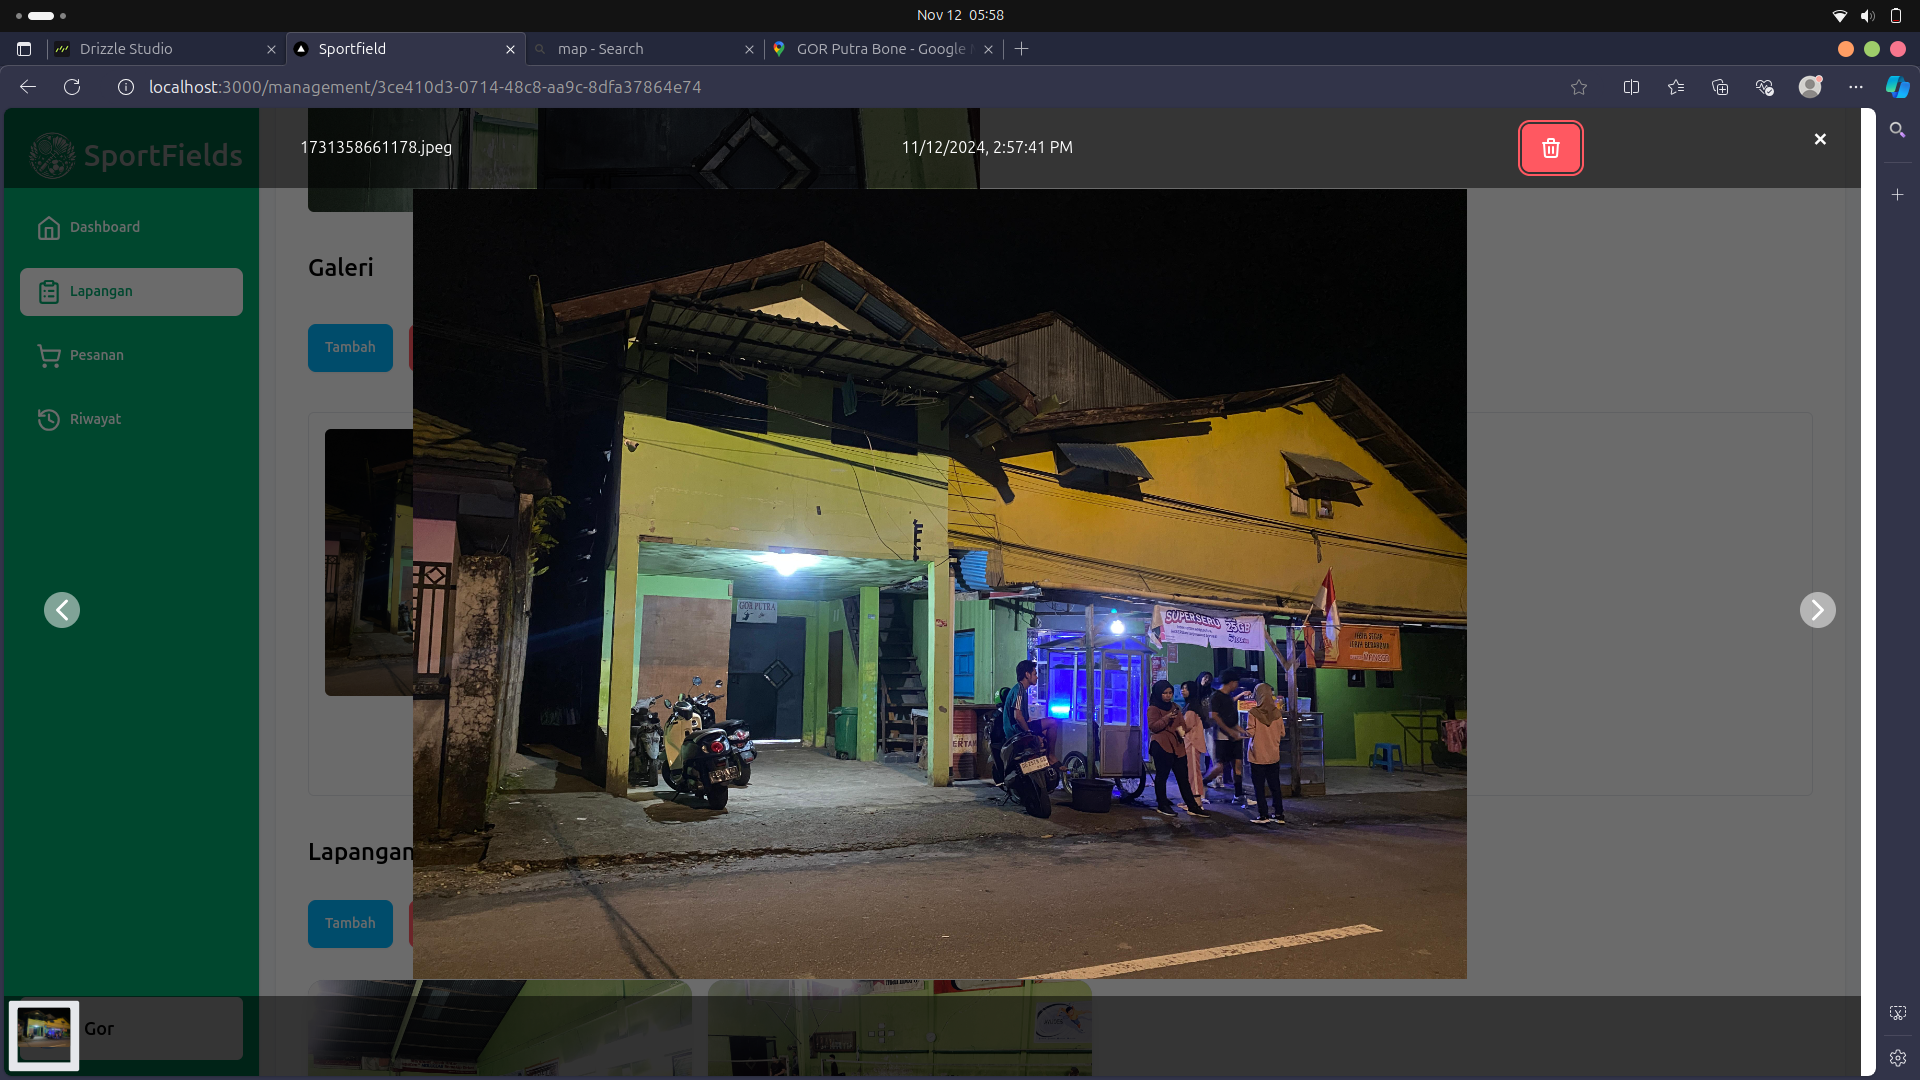 Nov 12 05:58
Drizzle Studio
Sportfield
map - Search
GOR Putra Bone - Google
localhost:3000/management/3ce410d3-0714-48c8-aa9c-8dfa37864e74
SportFields
1731358661178.jpeg
11/12/2024, 2:57:41 PM
Dashboard
Lapangan
Pesanan
Riwayat
Galeri
Tambah
GOR PUTRA
SUPERSERU
25GB
Lapangan
Tambah
Gor